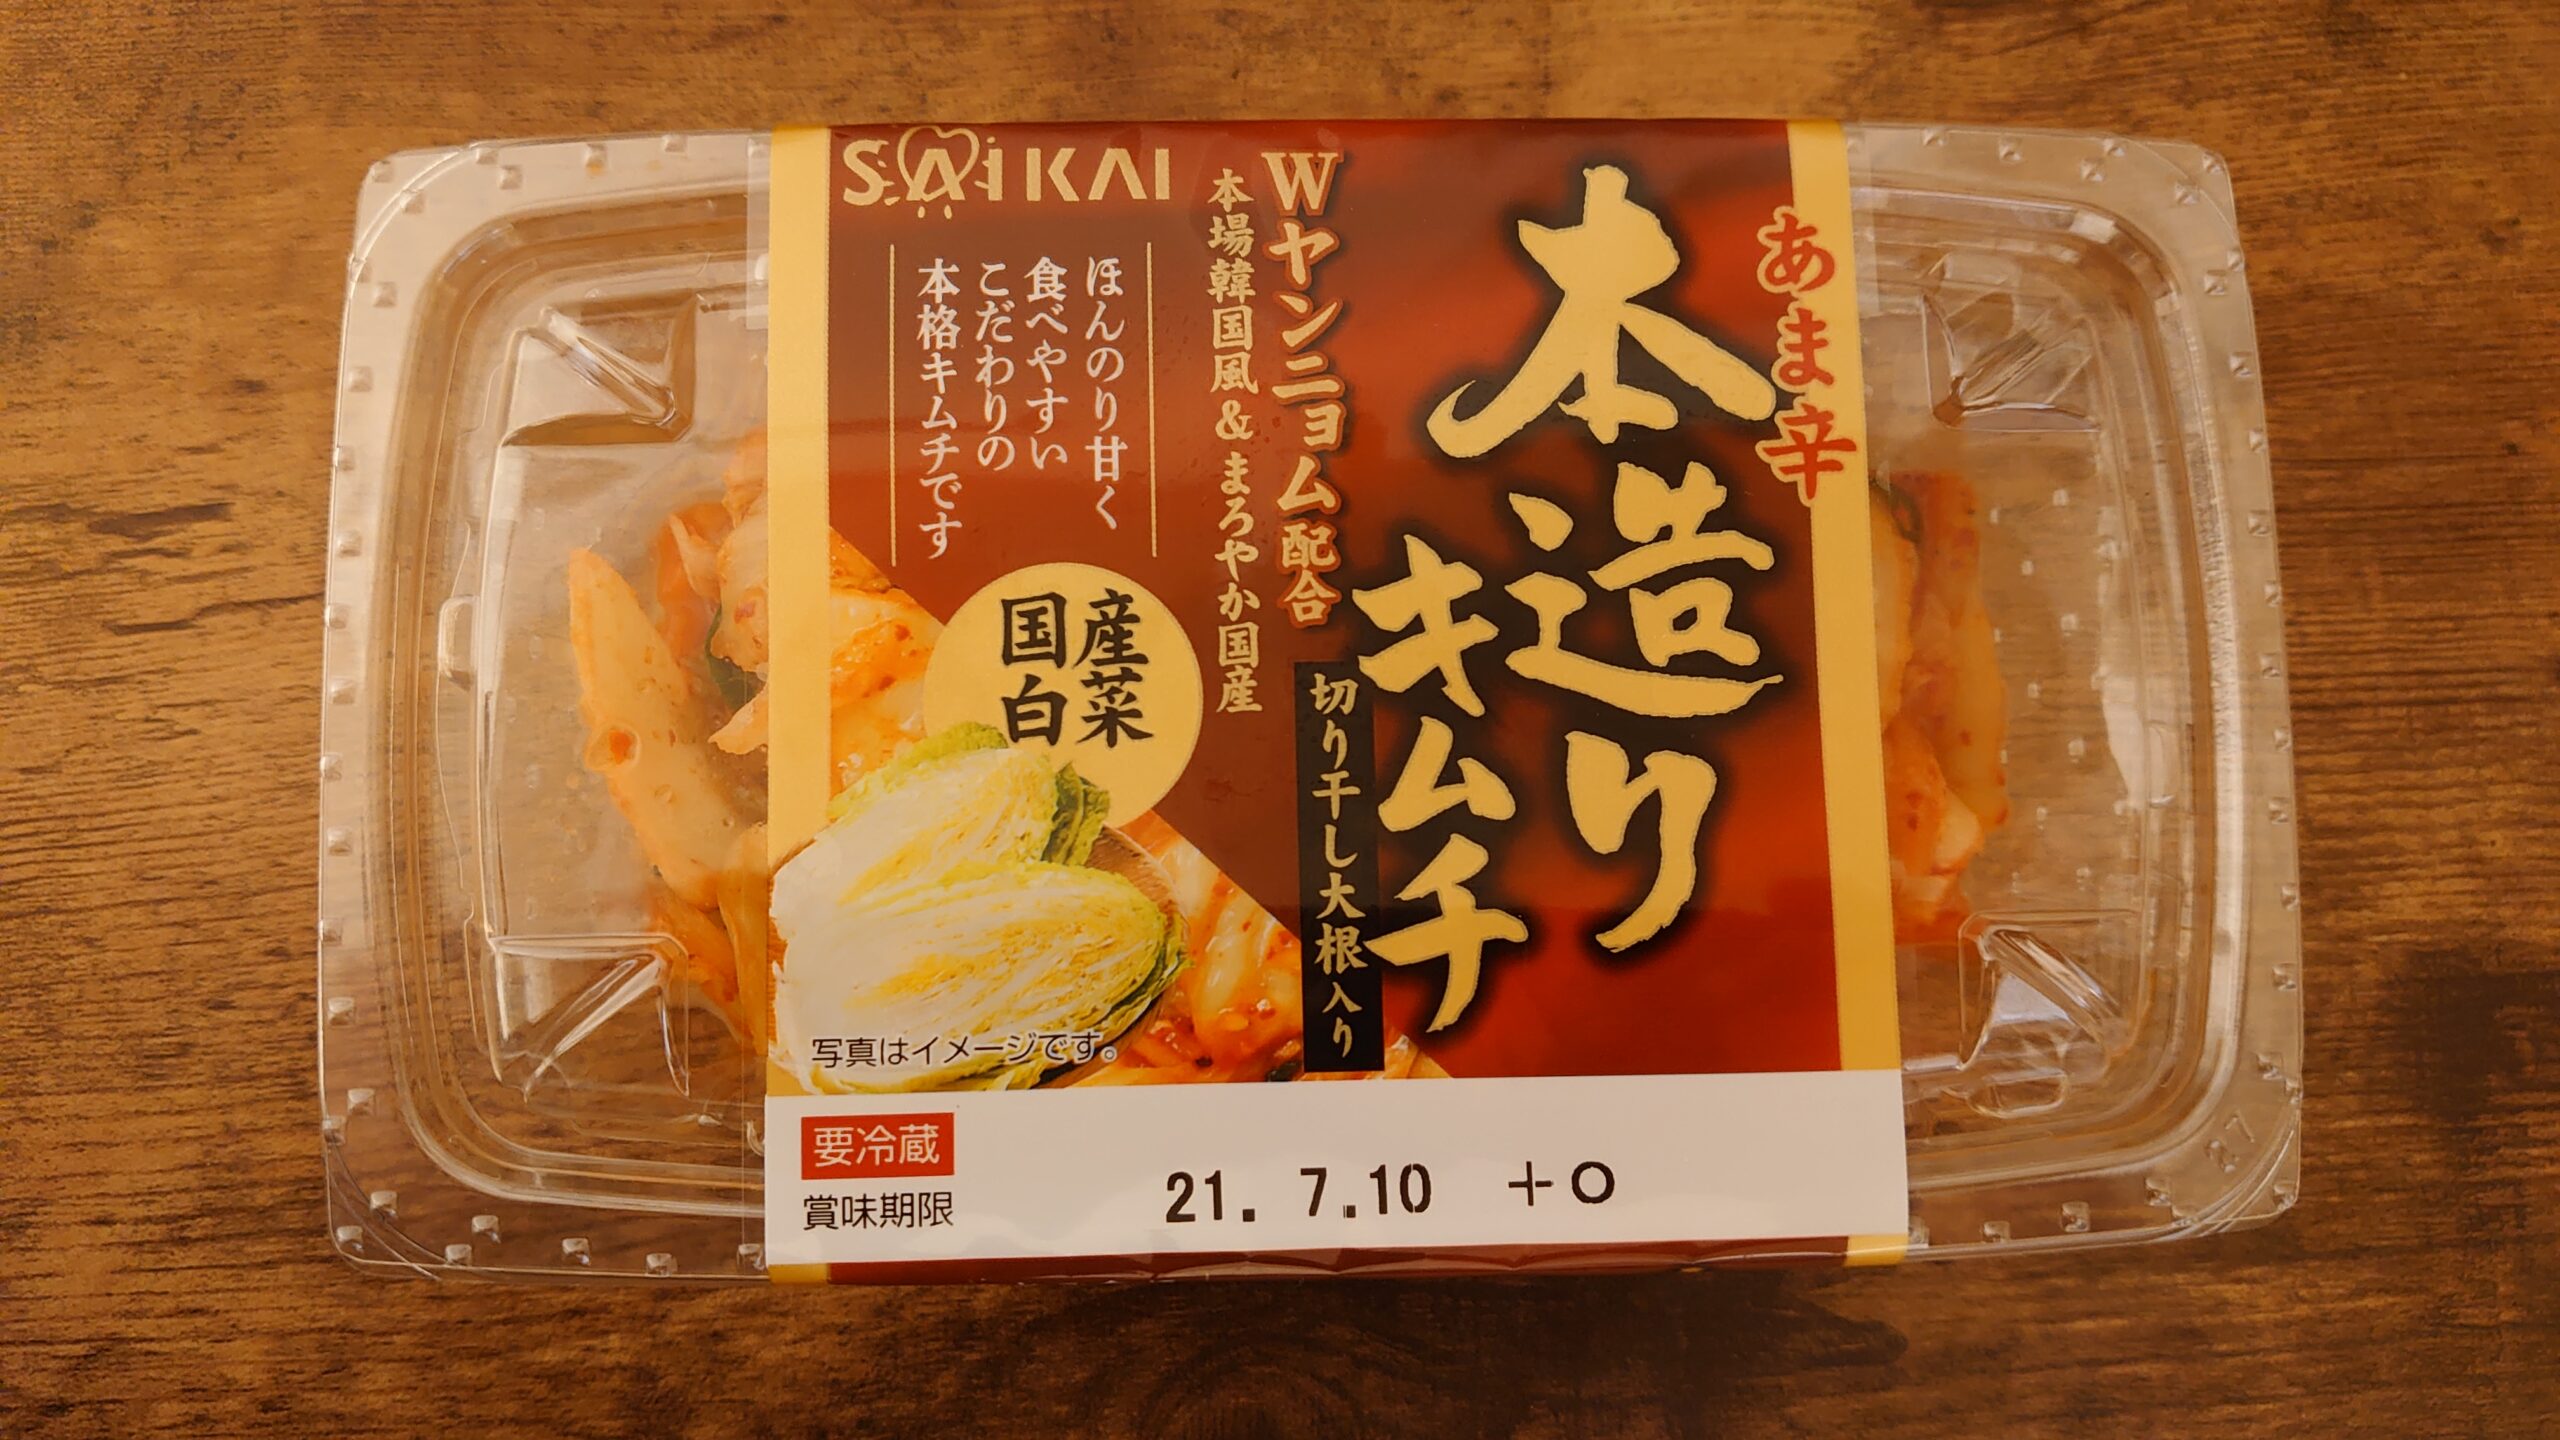 SAIKAI
あま辛
本造り
キムチ
切り干し大根入り
Wヤンニョム配合
本場韓国風&まろやか国産
ほんのり甘く
食べやすい
こだわりの
本格キムチです
国産
白菜
写真はイメージです。
要冷蔵
賞味期限
21. 7.10 +O
27